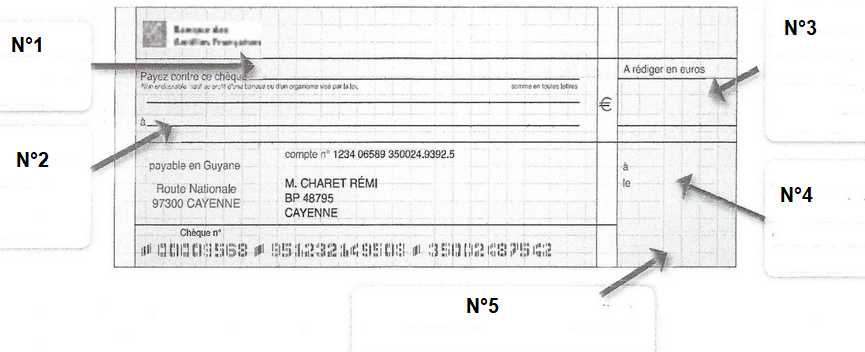 N°1
N°2
N°3
N°4
N°5
Banque des
Antilles Françaises
Payez contre ce chèque
Non endossable, sauf au profit d'une banque ou d'un organisme visé par la loi.
somme en toutes lettres
à
€
A rédiger en euros
payable en Guyane
Route Nationale
97300 CAYENNE
compte n° 1234 06589 350024.9392.5
M. CHARET RÉMI
BP 48795
CAYENNE
à
le
Chèque n°